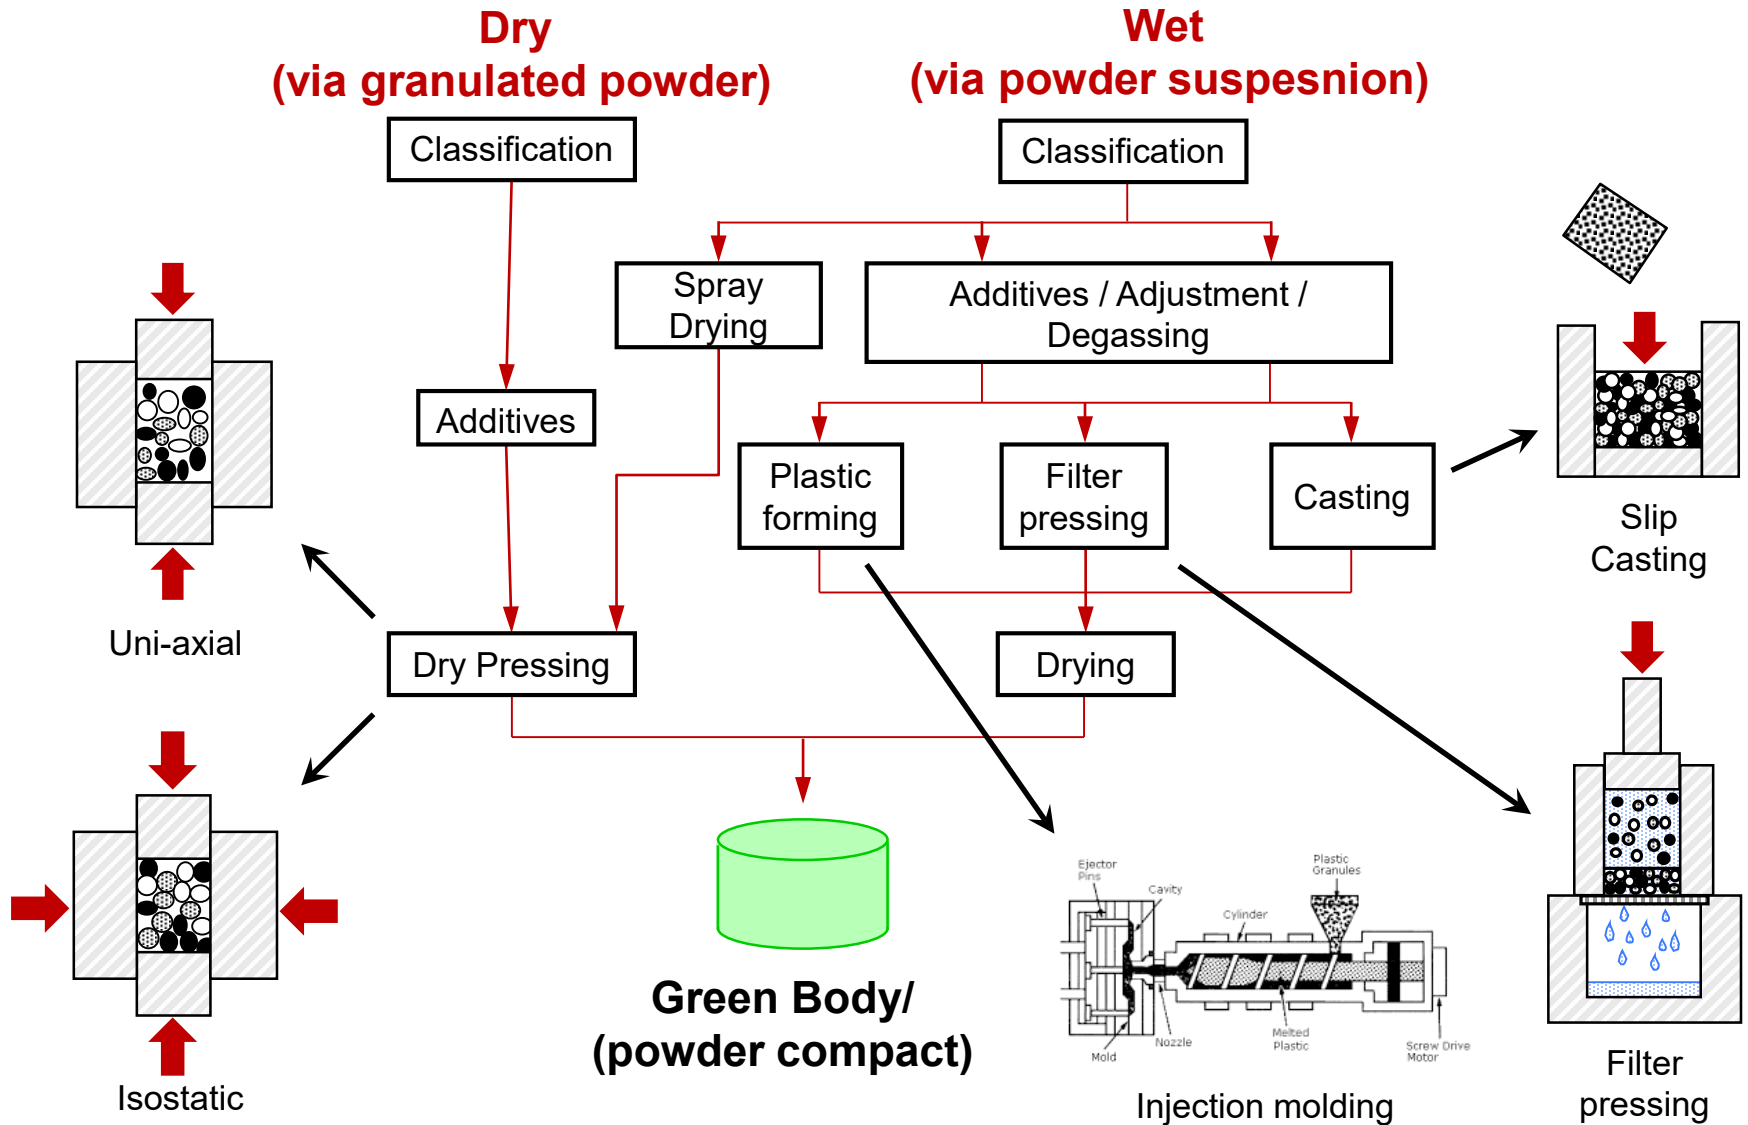 Dry
(via granulated powder)
Wet
(via powder suspesnion)
Classification
Classification
Spray
Drying
Additives / Adjustment /
Degassing
Additives
Plastic
forming
Filter
pressing
Casting
Slip
Casting
Uni-axial
Dry Pressing
Drying
Isostatic
Green Body/
(powder compact)
Ejector
Pins
Cavity
Cylinder
Plastic
Granules
Mold
Nozzle
Melted
Plastic
Screw Drive
Motor
Injection molding
Filter
pressing